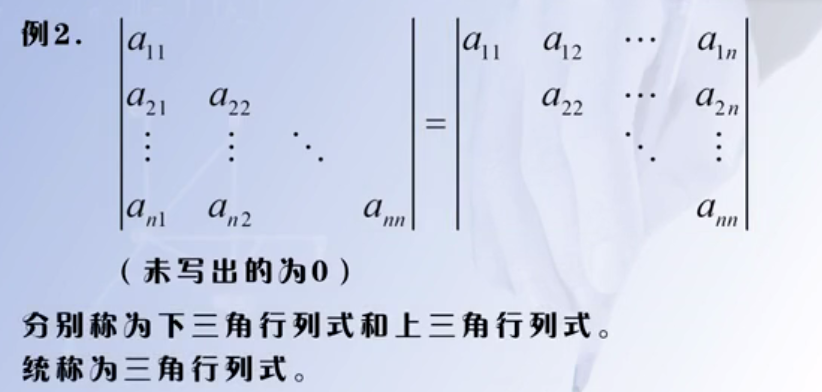 例2. | a₁₁ | = | a₁₁ a₁₂ ⋯ a₁ₙ |
| a₂₁ a₂₂ | | a₂₂ ⋯ a₂ₙ |
| ⋮ ⋮ ⋱ | | ⋱ ⋮ |
| aₙ₁ aₙ₂ aₙₙ | | aₙₙ |
(未写出的为0)
分别称为下三角行列式和上三角行列式。
统称为三角行列式。